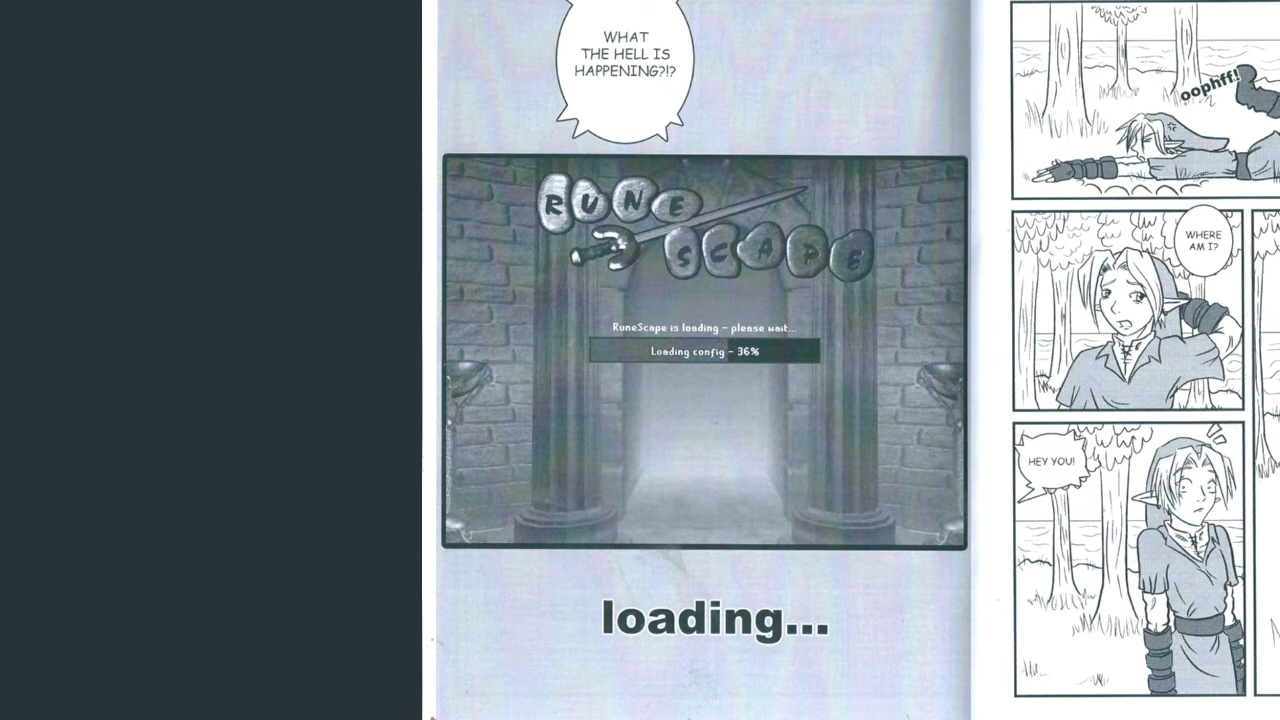 WHAT
THE HELL IS
HAPPENING?!?
RUNE
SCAPE
RuneScape is loading - please wait...
Loading config - 36%
loading...
oophff!
WHERE
AM I?
HEY YOU!